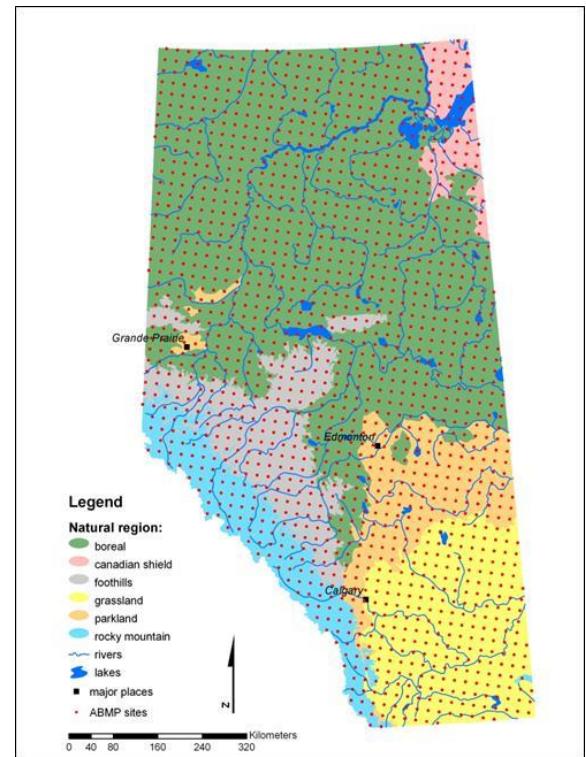 Grande Prairie
Edmonton
Calgary
Legend
Natural region:
boreal
canadian shield
foothills
grassland
parkland
rocky mountain
rivers
lakes
major places
ABMP sites
N
0 40 80 160 240 320 Kilometers